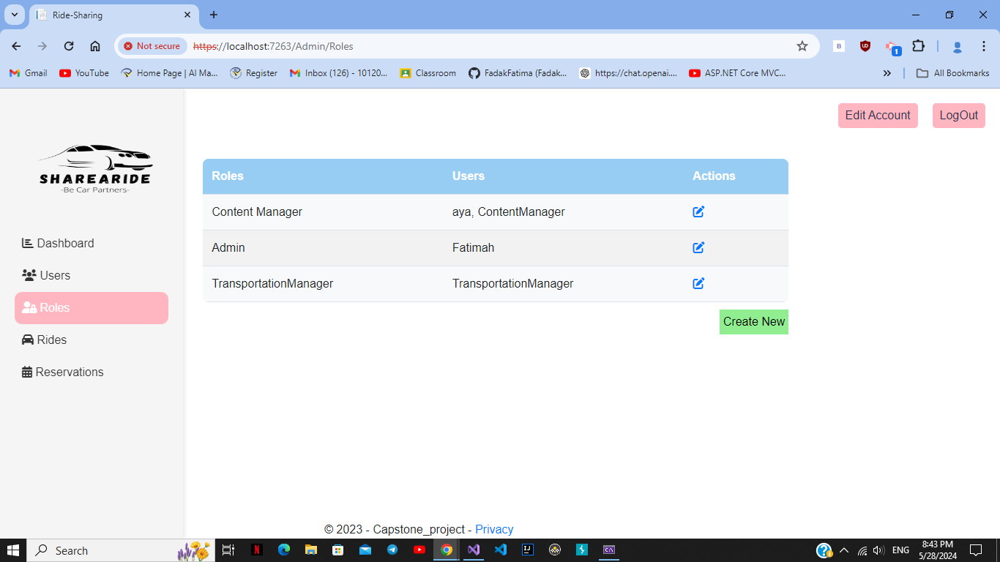 Ride-Sharing
Not secure https://localhost:7263/Admin/Roles
Gmail YouTube Home Page | AI Ma... Register Inbox (126) - 10120... Classroom FadakFatima (Fadak... https://chat.openai.... ASP.NET Core MVC... All Bookmarks
Edit Account LogOut
SHAREARIDE
-Be Car Partners-
Dashboard
Users
Roles
Rides
Reservations
Roles Users Actions
Content Manager aya, ContentManager
Admin Fatimah
TransportationManager TransportationManager
Create New
© 2023 - Capstone_project - Privacy
Search
ENG
8:43 PM
5/28/2024